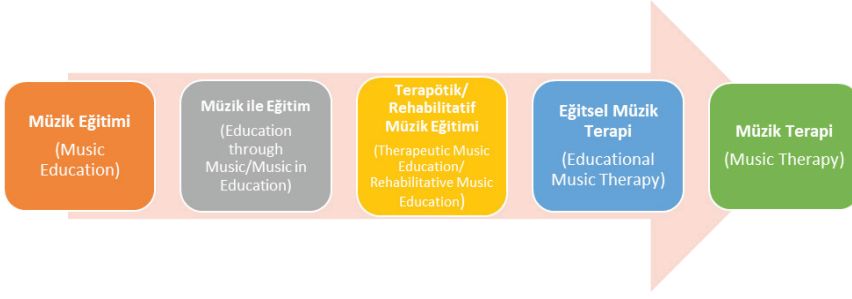 Müzik Eğitimi
(Music
Education)
Müzik ile Eğitim
(Education
through
Music/Music in
Education)
Terapötik/
Rehabilitatif
Müzik Eğitimi
(Therapeutic Music
Education/
Rehabilitative Music
Education)
Eğitsel Müzik
Terapi
(Educational
Music Therapy)
Müzik Terapi
(Music Therapy)